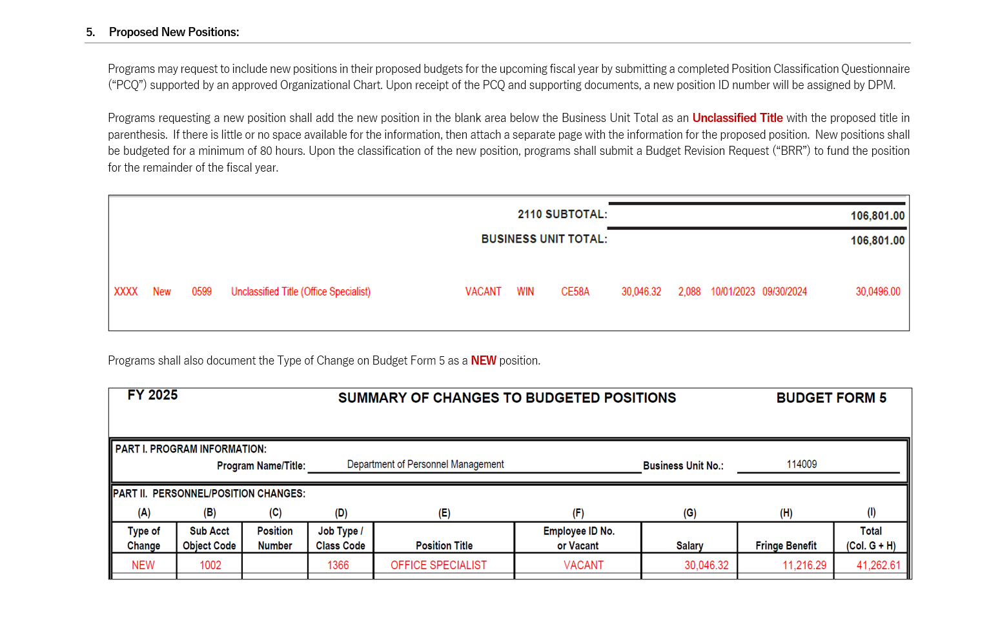 5. Proposed New Positions:
Programs may request to include new positions in their proposed budgets for the upcoming fiscal year by submitting a completed Position Classification Questionnaire
(“PCQ”) supported by an approved Organizational Chart. Upon receipt of the PCQ and supporting documents, a new position ID number will be assigned by DPM.
Programs requesting a new position shall add the new position in the blank area below the Business Unit Total as an Unclassified Title with the proposed title in
parenthesis. If there is little or no space available for the information, then attach a separate page with the information for the proposed position. New positions shall
be budgeted for a minimum of 80 hours. Upon the classification of the new position, programs shall submit a Budget Revision Request (“BRR”) to fund the position
for the remainder of the fiscal year.
2110 SUBTOTAL: 106,801.00
BUSINESS UNIT TOTAL: 106,801.00
XXXX New 0599 Unclassified Title (Office Specialist) VACANT WIN CE58A 30,046.32 2,088 10/01/2023 09/30/2024 30,0496.00
Programs shall also document the Type of Change on Budget Form 5 as a NEW position.
FY 2025 SUMMARY OF CHANGES TO BUDGETED POSITIONS BUDGET FORM 5
PART I. PROGRAM INFORMATION:
Program Name/Title: Department of Personnel Management Business Unit No.: 114009
PART II. PERSONNEL/POSITION CHANGES:
(A) (B) (C) (D) (E) (F) (G) (H) (I)
Type of Sub Acct Position Job Type / Employee ID No. Total
Change Object Code Number Class Code Position Title or Vacant Salary Fringe Benefit (Col. G + H)
NEW 1002 1366 OFFICE SPECIALIST VACANT 30,046.32 11,216.29 41,262.61